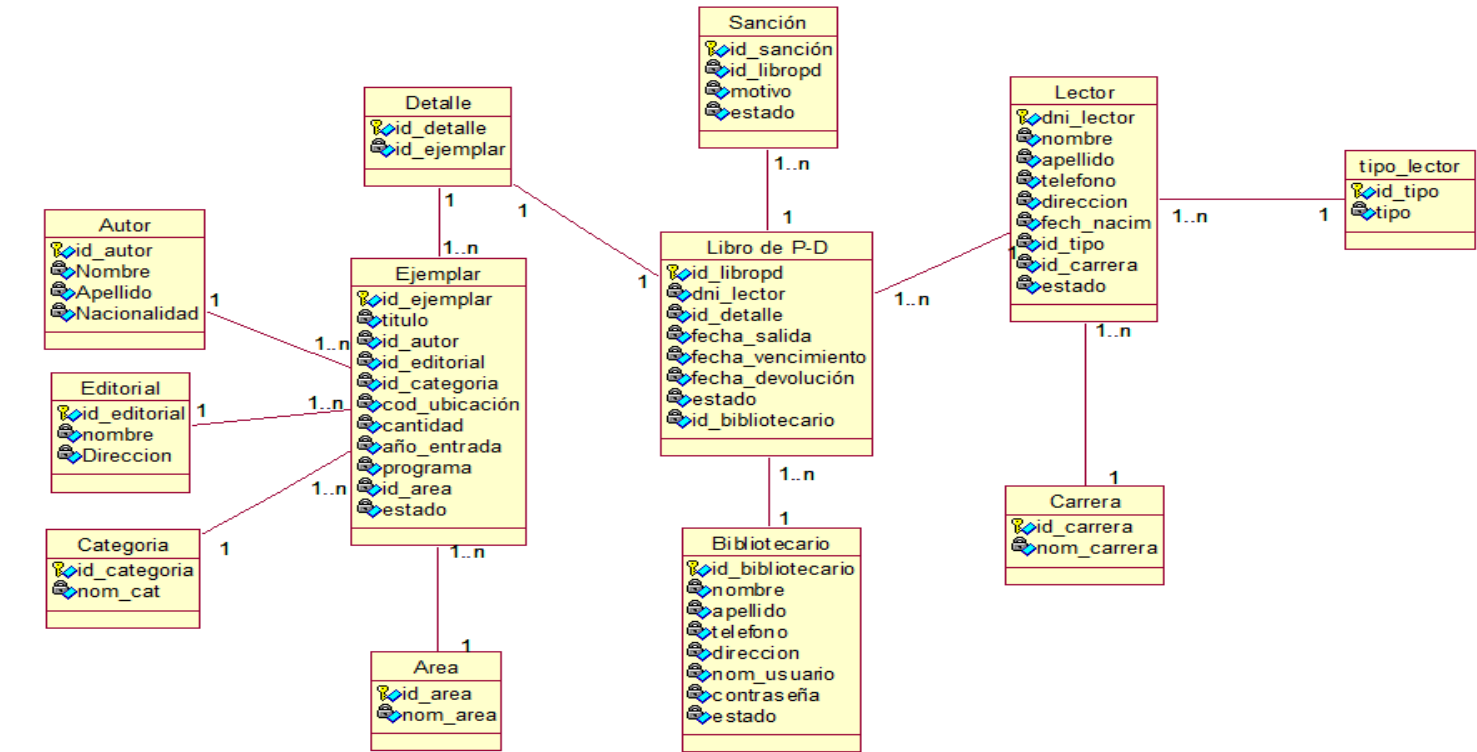 Sanción
id_sanción
id_libropd
motivo
estado
1..n
1
Detalle
id_detalle
id_ejemplar
1
1
1..n
Lector
dni_lector
nombre
apellido
telefono
direccion
fech_nacim
id_tipo
id_carrera
estado
1..n
1
1
1..n
tipo_lector
id_tipo
tipo
Autor
id_autor
Nombre
Apellido
Nacionalidad
1
1..n
Ejemplar
id_ejemplar
titulo
id_autor
id_editorial
id_categoria
cod_ubicación
cantidad
año_entrada
programa
id_area
estado
1..n
Libro de P-D
id_libropd
dni_lector
id_detalle
fecha_salida
fecha_vencimiento
fecha_devolución
estado
id_bibliotecario
1
1..n
1..n
Editorial
id_editorial
nombre
Direccion
1
1..n
Categoria
id_categoria
nom_cat
1
1..n
Area
id_area
nom_area
1
Bibliotecario
id_bibliotecario
nombre
apellido
telefono
direccion
nom_usuario
contraseña
estado
1
Carrera
id_carrera
nom_carrera
1